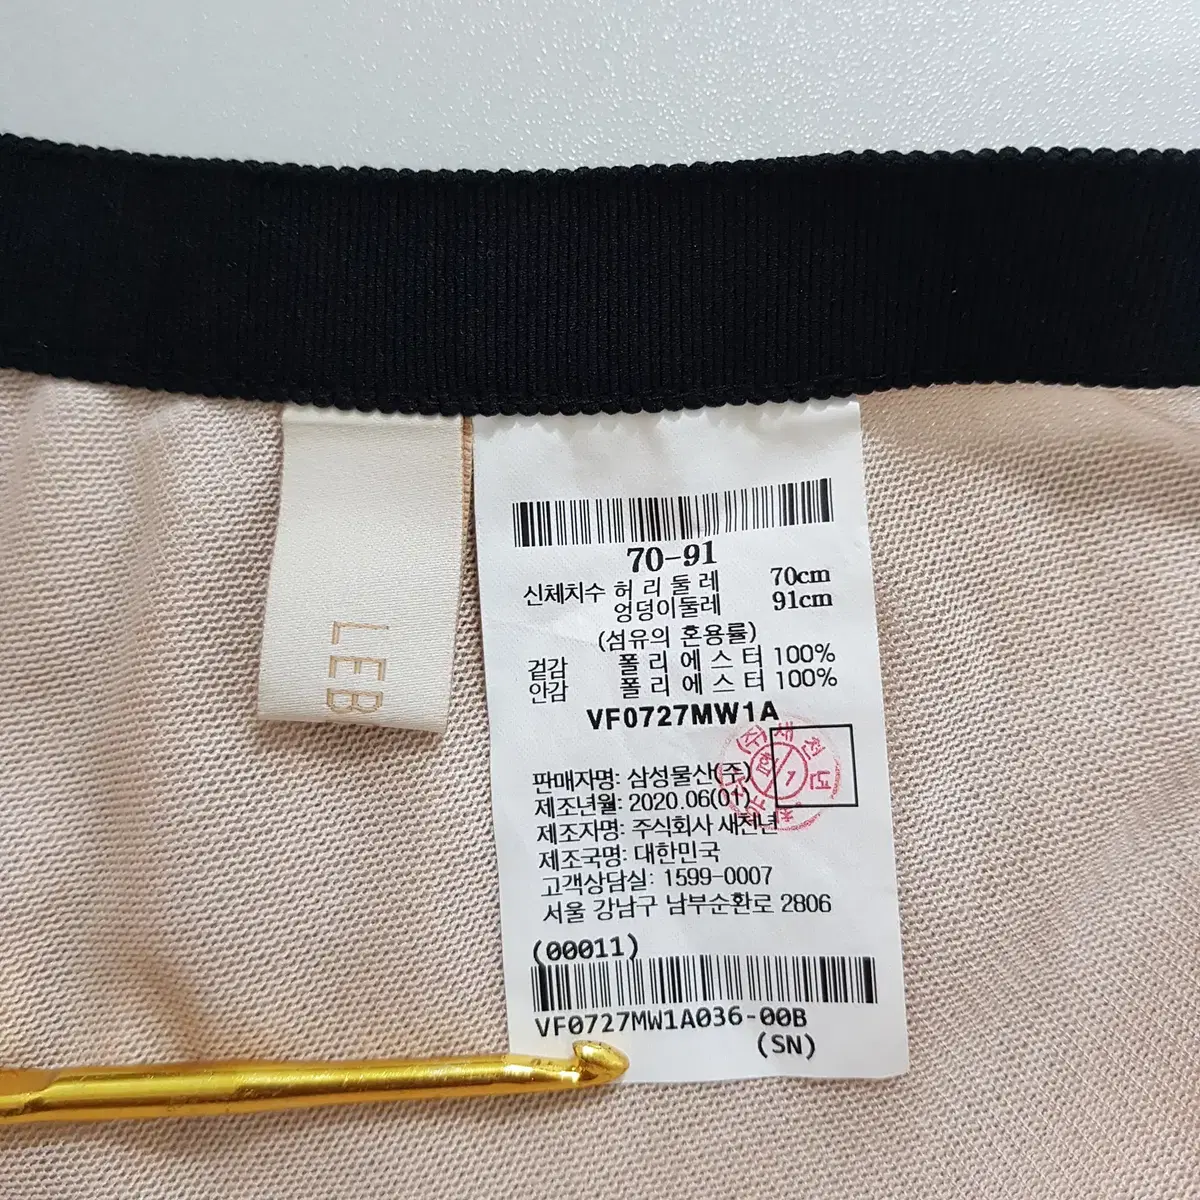 LEB
70-91
신체치수 허리둘레 70cm
엉덩이둘레 91cm
(섬유의 혼용률)
겉감 폴리에스터 100%
안감 폴리에스터 100%
VF0727MW1A
판매자명: 삼성물산(주)
제조년월: 2020.06(01)
제조자명: 주식회사 새천년
제조국명: 대한민국
고객상담실: 1599-0007
서울 강남구 남부순환로 2806
(00011)
VF0727MW1A036-00B
(SN)